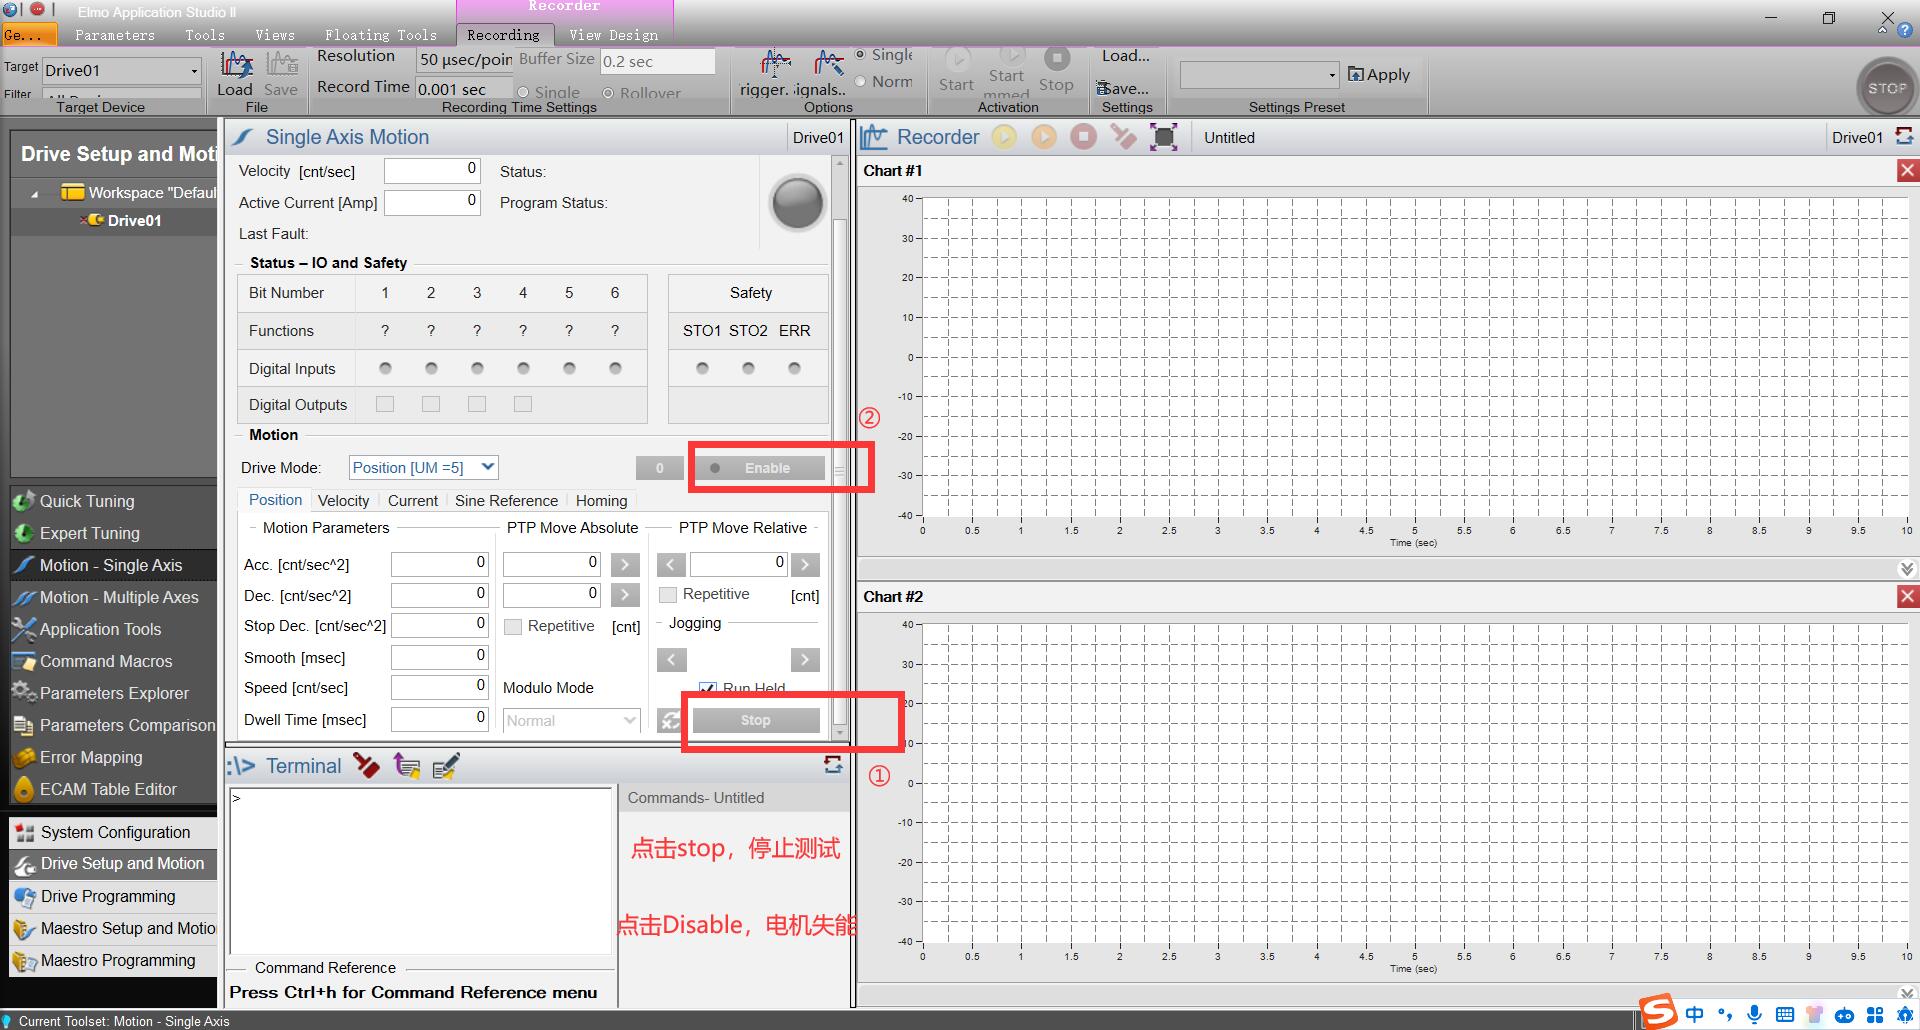 Elmo Application Studio II
Recorder
Ge...
Parameters
Tools
Views
Floating Tools
Recording
View Design
Target
Drive01
Filter
Target Device
Load
Save
File
Resolution
50 µsec/poin
Buffer Size
0.2 sec
Record Time
0.001 sec
Single
Rollover
Recording Time Settings
rigger.
ignals..
Single
Norm
Options
Start
Start
Stop
Activation
Load...
Save...
Settings
Apply
Settings Preset
STOP
Drive Setup and Moti
Workspace "Defaul
Drive01
Quick Tuning
Expert Tuning
Motion - Single Axis
Motion - Multiple Axes
Application Tools
Command Macros
Parameters Explorer
Parameters Comparison
Error Mapping
ECAM Table Editor
System Configuration
Drive Setup and Motion
Drive Programming
Maestro Setup and Motio
Maestro Programming
Single Axis Motion
Drive01
Velocity [cnt/sec]
0
Status:
Active Current [Amp]
0
Program Status:
Last Fault:
Status – IO and Safety
Bit Number 1 2 3 4 5 6
Safety
Functions ? ? ? ? ? ?
STO1 STO2 ERR
Digital Inputs
Digital Outputs
②
Motion
Drive Mode:
Position [UM =5]
0
Enable
Position
Velocity
Current
Sine Reference
Homing
Motion Parameters
PTP Move Absolute
PTP Move Relative
Acc. [cnt/sec^2]
0
0
>
<
0
>
Dec. [cnt/sec^2]
0
0
>
Repetitive
[cnt]
Stop Dec. [cnt/sec^2]
0
Repetitive
[cnt]
Jogging
Smooth [msec]
0
<
>
Speed [cnt/sec]
0
Modulo Mode
Run Held
Dwell Time [msec]
0
Normal
Stop
①
:\> Terminal
>
Commands- Untitled
点击stop，停止测试
点击Disable，电机失能
Command Reference
Press Ctrl+h for Command Reference menu
Recorder
Untitled
Drive01
Chart #1
40
30
20
10
0
-10
-20
-30
-40
0 0.5 1 1.5 2 2.5 3 3.5 4 4.5 5 5.5 6 6.5 7 7.5 8 8.5 9 9.5 10
Time (sec)
Chart #2
40
30
20
10
0
-10
-20
-30
-40
0 0.5 1 1.5 2 2.5 3 3.5 4 4.5 5 5.5 6 6.5 7 7.5 8 8.5 9 9.5 10
Time (sec)
Current Toolset: Motion - Single Axis
中